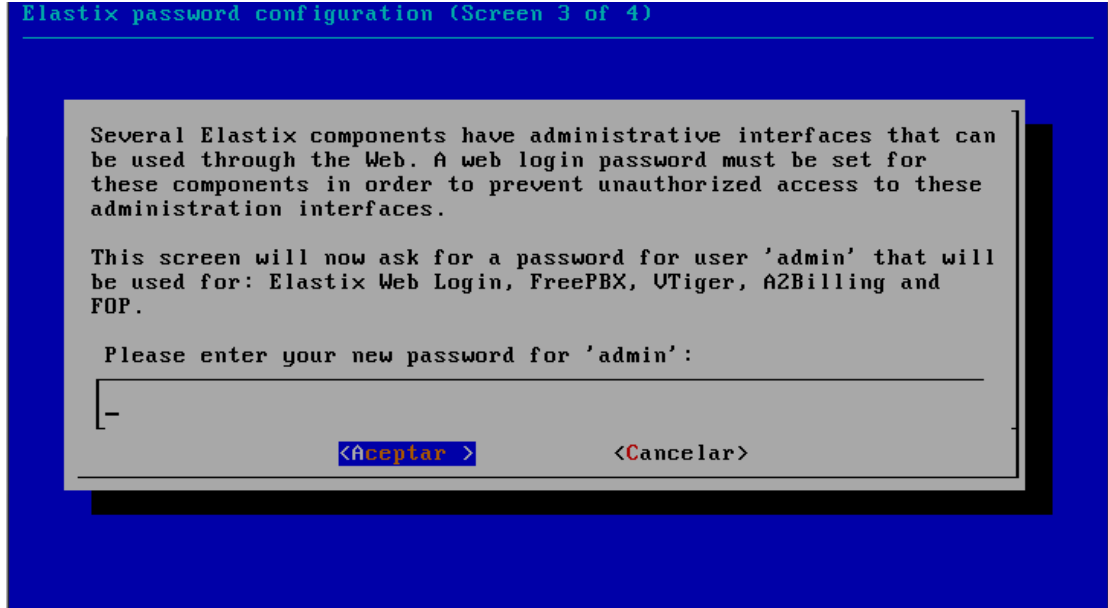 Elastix password configuration (Screen 3 of 4)
Several Elastix components have administrative interfaces that can
be used through the Web. A web login password must be set for
these components in order to prevent unauthorized access to these
administration interfaces.
This screen will now ask for a password for user 'admin' that will
be used for: Elastix Web Login, FreePBX, VTiger, A2Billing and
FOP.
Please enter your new password for 'admin':
<Aceptar > <Cancelar>